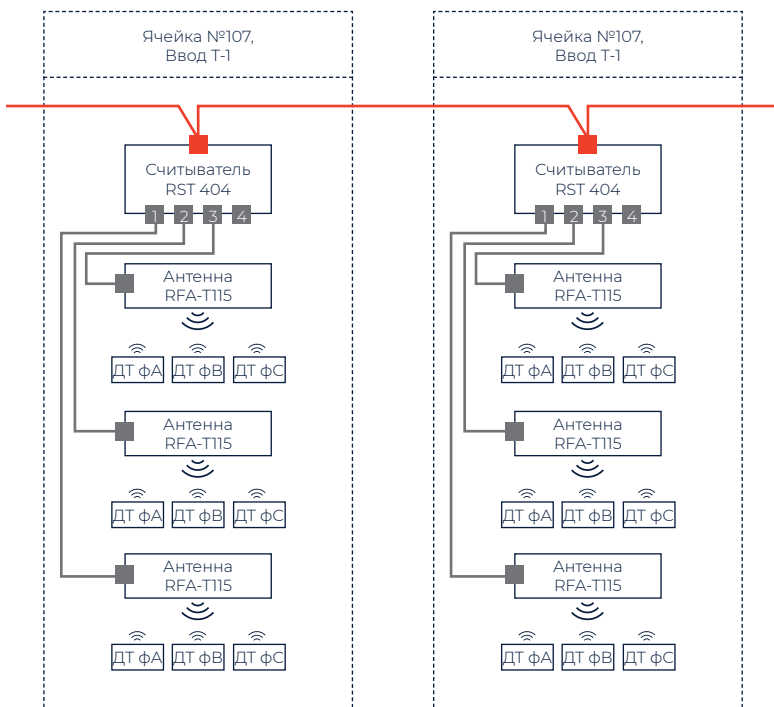 Ячейка №107,
Ввод Т-1
Считыватель
RST 404
1 2 3 4
Антенна
RFA-T115
ДТ фА ДТ фВ ДТ фС
Антенна
RFA-T115
ДТ фА ДТ фВ ДТ фС
Антенна
RFA-T115
ДТ фА ДТ фВ ДТ фС
Ячейка №107,
Ввод Т-1
Считыватель
RST 404
1 2 3 4
Антенна
RFA-T115
ДТ фА ДТ фВ ДТ фС
Антенна
RFA-T115
ДТ фА ДТ фВ ДТ фС
Антенна
RFA-T115
ДТ фА ДТ фВ ДТ фС